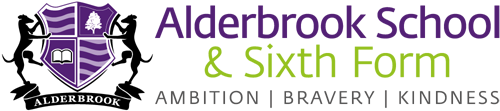 ALDERBROOK
Alderbrook School
& Sixth Form
AMBITION | BRAVERY | KINDNESS